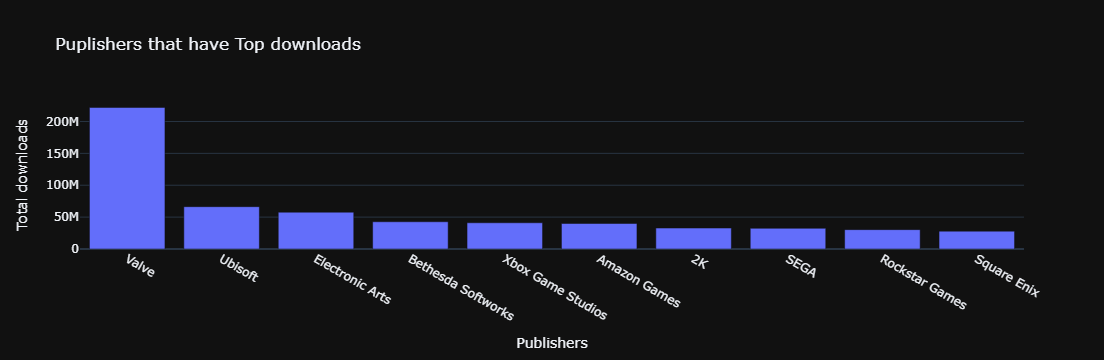 Puplishers that have Top downloads
Total downloads
200M
150M
100M
50M
0
Valve
Ubisoft
Electronic Arts
Bethesda Softworks
Xbox Game Studios
Amazon Games
2K
SEGA
Rockstar Games
Square Enix
Publishers